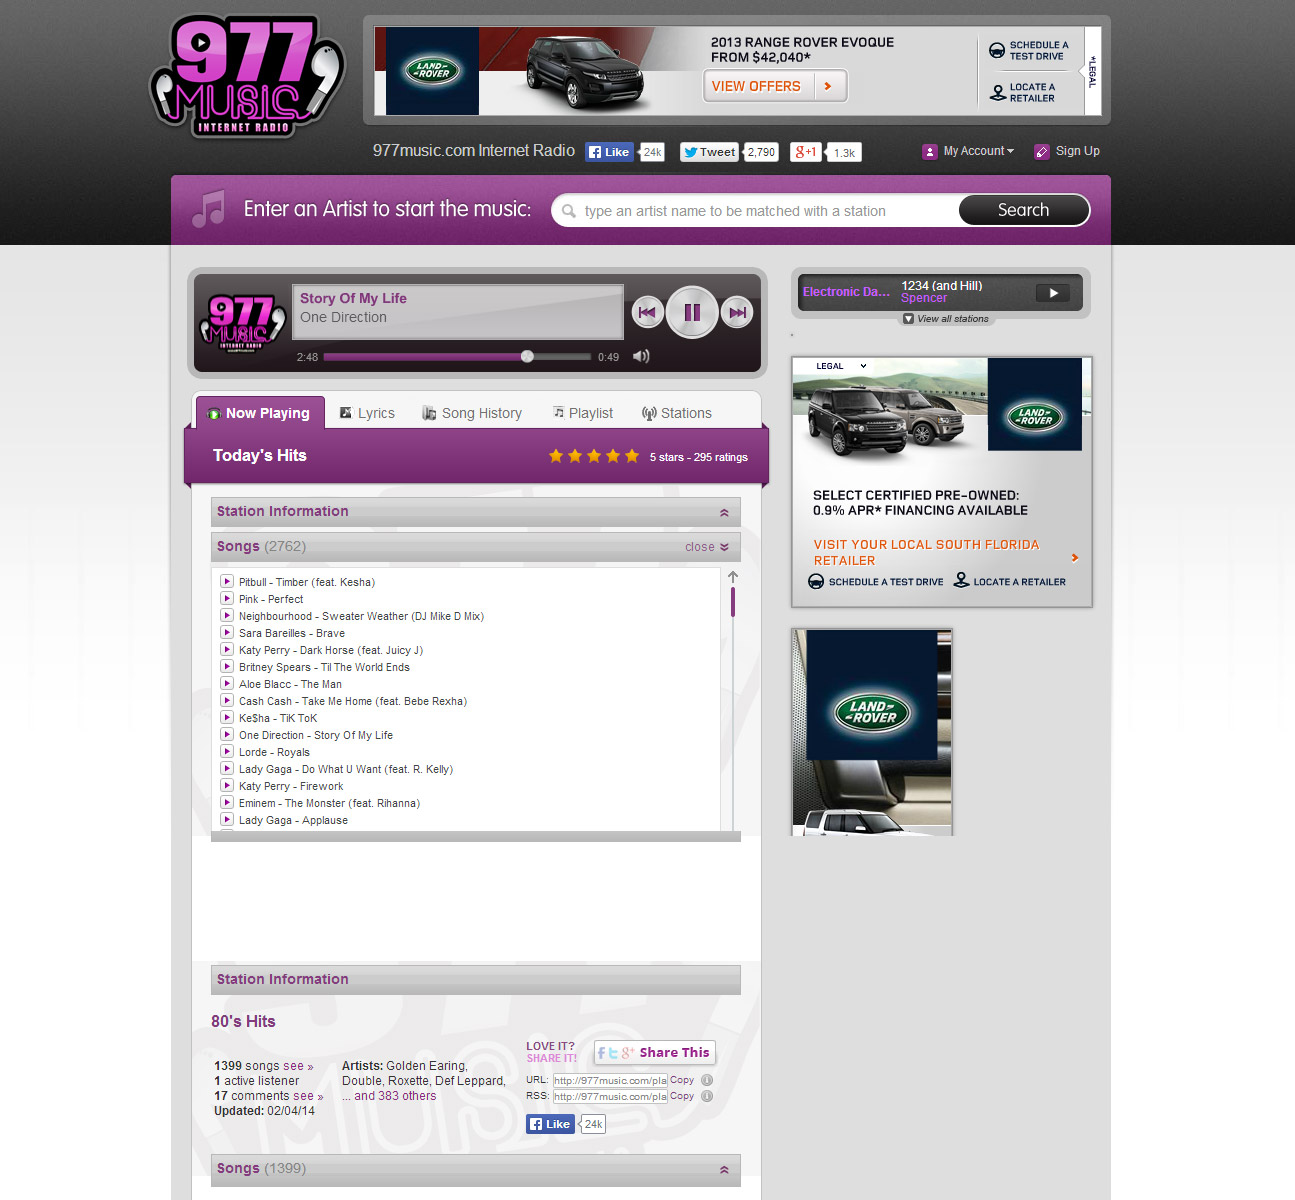 977
MUSIC
INTERNET RADIO
LAND-
-ROVER
2013 RANGE ROVER EVOQUE
FROM $42,040*
VIEW OFFERS
SCHEDULE A
TEST DRIVE
LOCATE A
RETAILER
*LEGAL
977music.com Internet Radio
Like
24k
Tweet
2,790
+1
1.3k
My Account
Sign Up
Enter an Artist to start the music:
type an artist name to be matched with a station
Search
977
MUSIC
INTERNET RADIO
Story Of My Life
One Direction
2:48
0:49
Electronic Da...
1234 (and Hill)
Spencer
View all stations
Now Playing
Lyrics
Song History
Playlist
Stations
Today's Hits
5 stars - 295 ratings
Station Information
Songs (2762)
close
Pitbull - Timber (feat. Kesha)
Pink - Perfect
Neighbourhood - Sweater Weather (DJ Mike D Mix)
Sara Bareilles - Brave
Katy Perry - Dark Horse (feat. Juicy J)
Britney Spears - Til The World Ends
Aloe Blacc - The Man
Cash Cash - Take Me Home (feat. Bebe Rexha)
Ke$ha - TiK ToK
One Direction - Story Of My Life
Lorde - Royals
Lady Gaga - Do What U Want (feat. R. Kelly)
Katy Perry - Firework
Eminem - The Monster (feat. Rihanna)
Lady Gaga - Applause
LEGAL
LAND-
-ROVER
SELECT CERTIFIED PRE-OWNED:
0.9% APR* FINANCING AVAILABLE
VISIT YOUR LOCAL SOUTH FLORIDA
RETAILER
SCHEDULE A TEST DRIVE
LOCATE A RETAILER
LAND-
-ROVER
Station Information
80's Hits
1399 songs see »
1 active listener
17 comments see »
Updated: 02/04/14
Artists: Golden Earing,
Double, Roxette, Def Leppard,
... and 383 others
LOVE IT?
SHARE IT!
Share This
URL: http://977music.com/pla Copy
RSS: http://977music.com/pla Copy
Like
24k
Songs (1399)